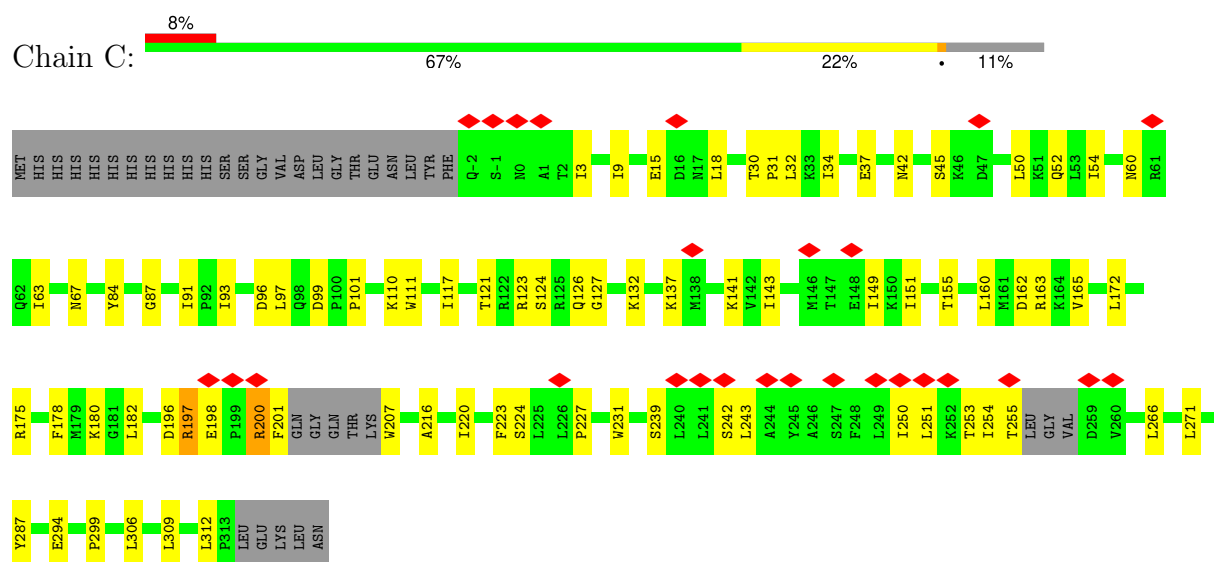 8%
Chain C:
67% 22% • 11%
MET HIS HIS HIS HIS HIS HIS HIS HIS HIS HIS SER SER GLY VAL ASP LEU GLY THR GLU ASN LEU TYR PHE Q-2 S-1 N0 A1 T2 I3 I9 E15 D16 N17 L18 T30 P31 L32 K33 I34 E37 N42 S45 K46 D47 L50 K51 Q52 L53 I54 N60 R61
Q62 I63 N67 Y84 G87 I91 P92 I93 D96 L97 Q98 D99 P100 P101 K110 W111 I117 T121 R122 R123 S124 R125 Q126 G127 K132 K137 M138 K141 V142 I143 M146 T147 E148 I149 K150 I151 T155 L160 M161 D162 R163 K164 V165 L172
R175 F178 M179 K180 G181 L182 D196 R197 E198 P199 R200 F201 GLN GLY GLN THR LYS W207 A216 I220 F223 S224 L225 L226 P227 W231 S239 L240 L241 S242 L243 A244 Y245 A246 S247 F248 L249 I250 L251 K252 T253 I254 T255 LEU GLY VAL D259 V260 L266 L271
Y287 E294 P299 L306 L309 L312 P313 LEU GLU LYS LEU ASN